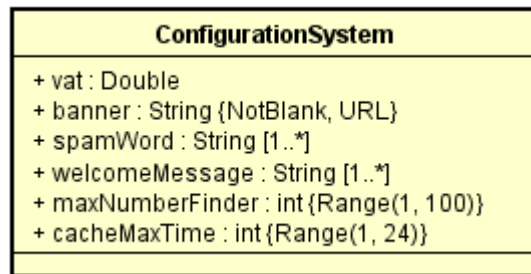 ConfigurationSystem
+ vat : Double
+ banner : String {NotBlank, URL}
+ spamWord : String [1..*]
+ welcomeMessage : String [1..*]
+ maxNumberFinder : int {Range(1, 100)}
+ cacheMaxTime : int {Range(1, 24)}